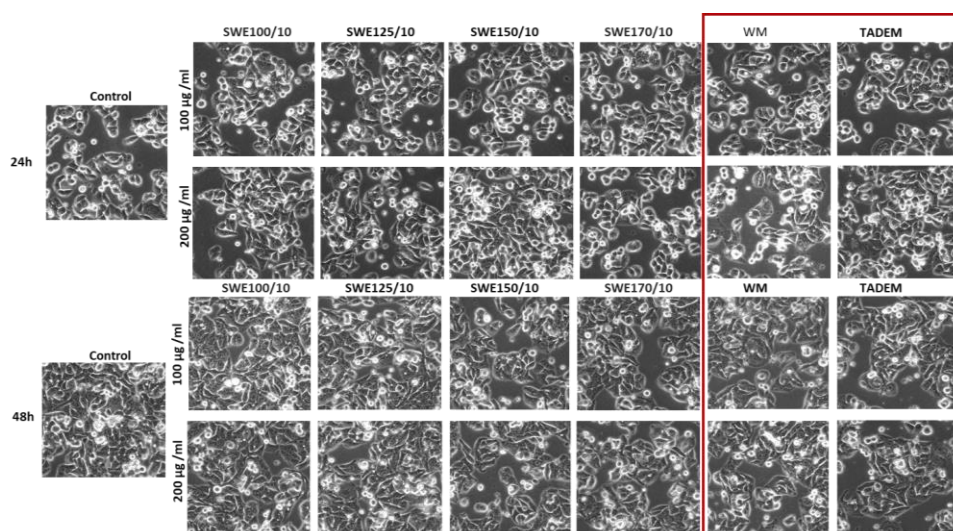 SWE100/10 SWE125/10 SWE150/10 SWE170/10 WM TADEM
Control
24h
100 µg /ml
200 µg /ml
SWE100/10 SWE125/10 SWE150/10 SWE170/10 WM TADEM
Control
48h
100 µg /ml
200 µg /ml